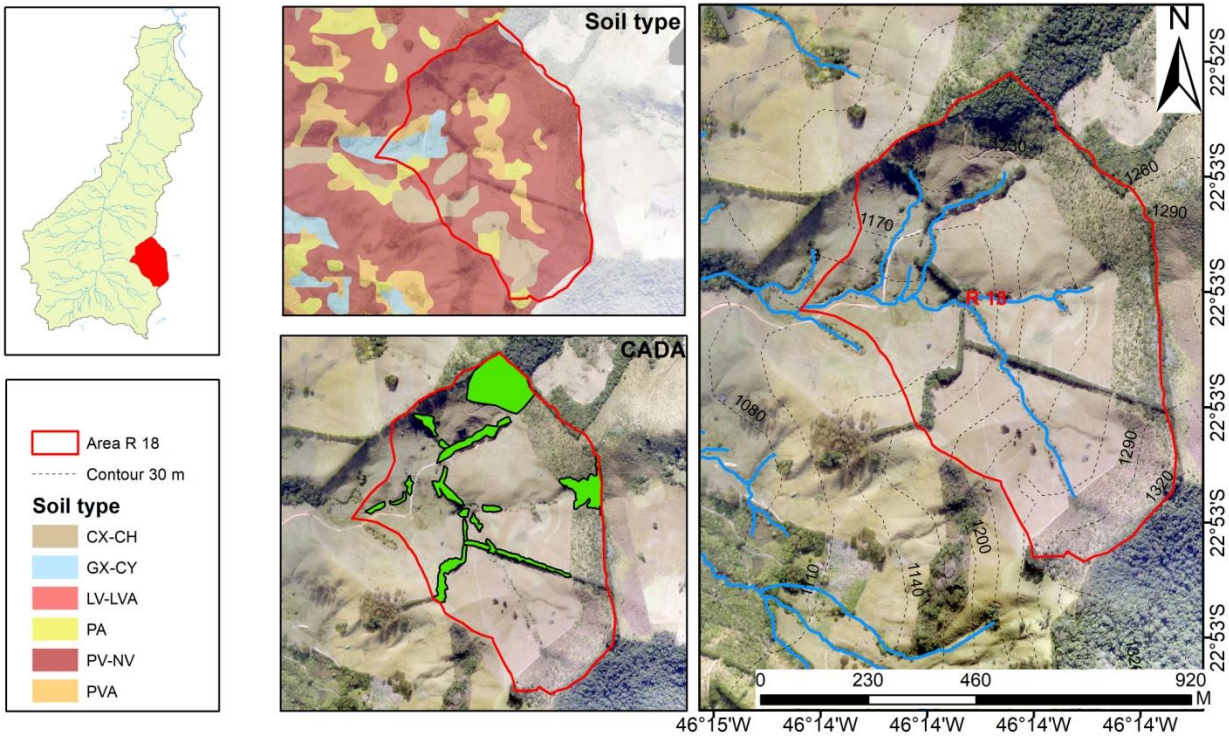 Area R 18
Contour 30 m
Soil type
CX-CH
GX-CY
LV-LVA
PA
PV-NV
PVA
Soil type
CADA
N
1230
1260
1290
1170
R 18
1080
1290
1320
1200
1110
1140
0 230 460 920
M
46°15'W 46°14'W 46°14'W 46°14'W 46°14'W
22°52'S
22°53'S
22°53'S
22°53'S
22°53'S
22°53'S